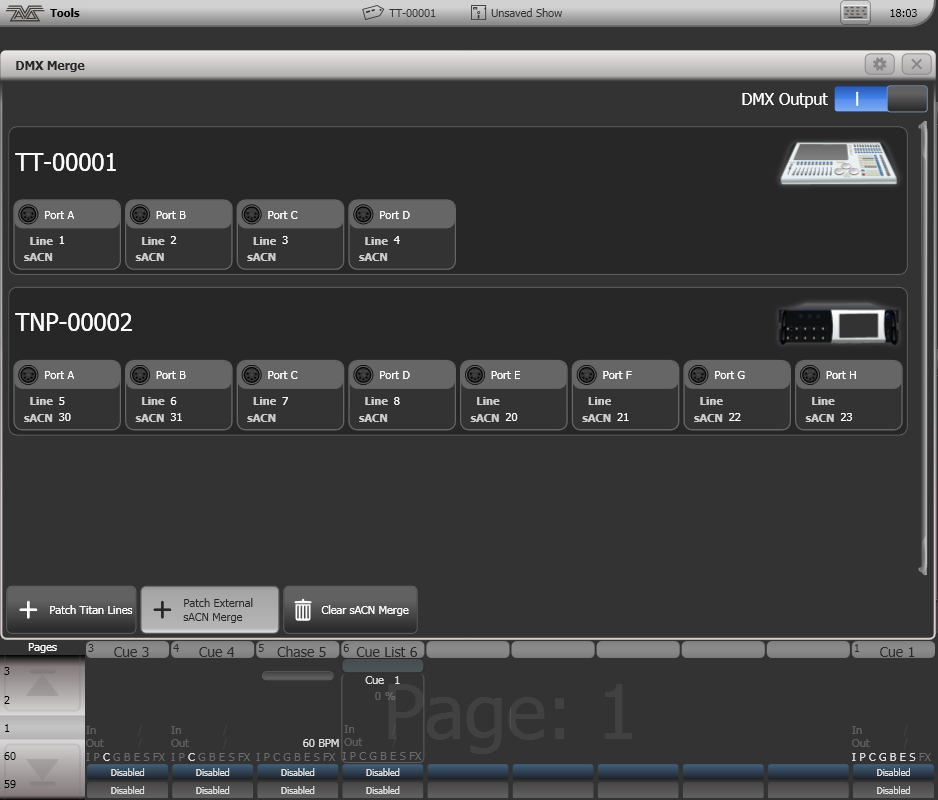 Tools TT-00001 Unsaved Show 18:03
DMX Merge
DMX Output
TT-00001
Port A Port B Port C Port D
Line 1 Line 2 Line 3 Line 4
sACN sACN sACN sACN
TNP-00002
Port A Port B Port C Port D Port E Port F Port G Port H
Line 5 Line 6 Line 7 Line 8 Line Line Line Line
sACN 30 sACN 31 sACN sACN sACN 20 sACN 21 sACN 22 sACN 23
Patch Titan Lines
Patch External
sACN Merge
Clear sACN Merge
Pages 3 Cue 3 4 Cue 4 5 Chase 5 6 Cue List 6 1 Cue 1
3
Cue 1
0 %
2
Page: 1
1
In / In / In / In /
Out / Out / 60 BPM Out / Out /
60
I P C G B E S FX I P C G B E S FX I P C G B E S FX I P C G B E S FX I P C G B E S FX
Disabled Disabled Disabled Disabled Disabled
59
Disabled Disabled Disabled Disabled Disabled